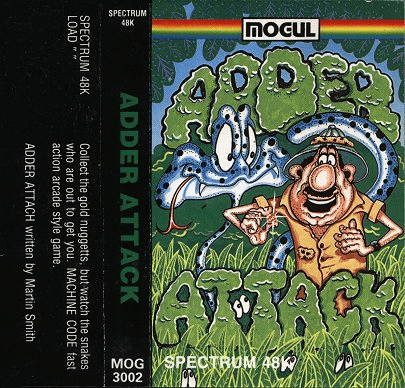 SPECTRUM 48K
LOAD " "
Collect the gold nuggetts, but watch the snakes
who are out to get you. MACHINE CODE fast
action arcade style game.
ADDER ATTACH written by Martin Smith
SPECTRUM
48K
ADDER ATTACK
MOG
3002
MOGUL
ADDER
ATTACK
SPECTRUM 48K